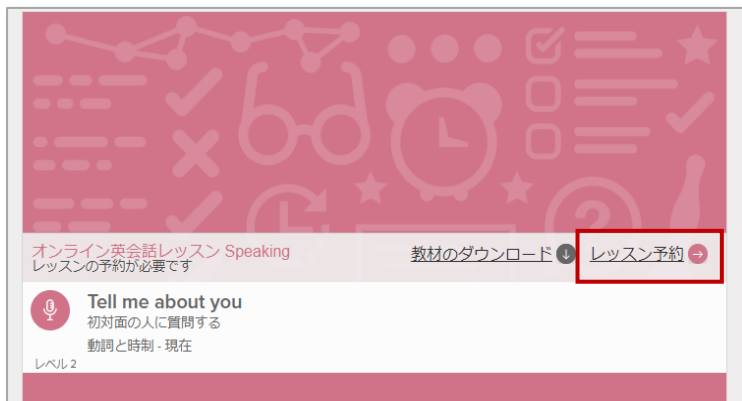 オンライン英会話レッスン Speaking
レッスンの予約が必要です
教材のダウンロード
レッスン予約
Tell me about you
初対面の人に質問する
動詞と時制 - 現在
レベル 2